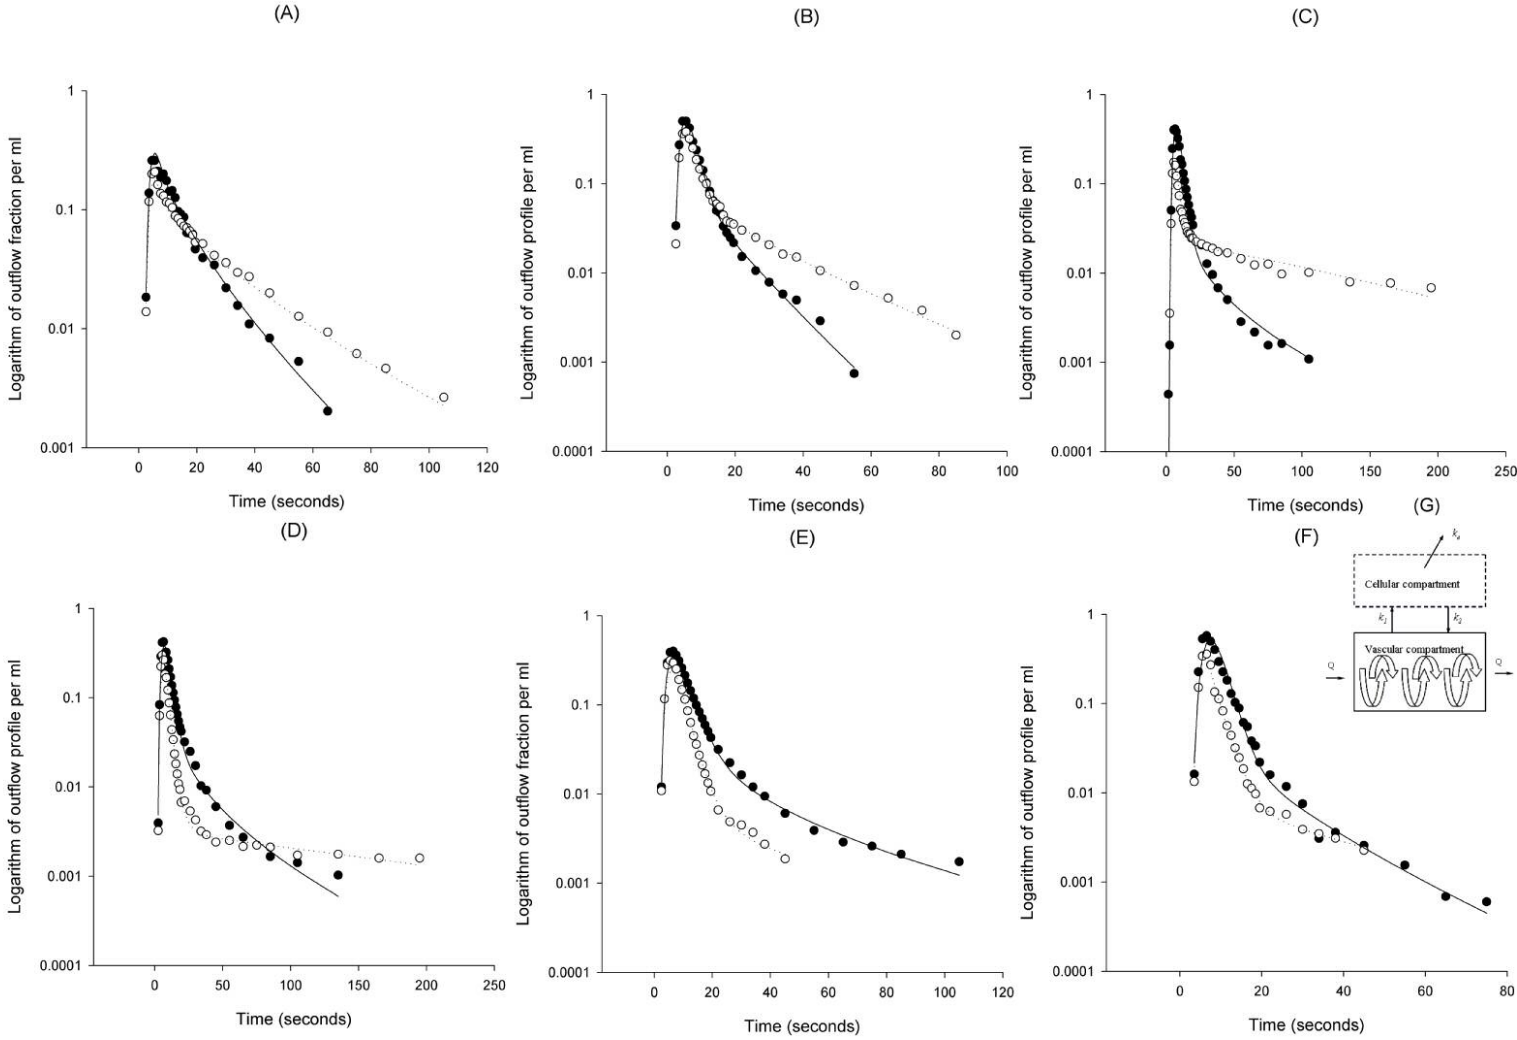 (A)
Logarithm of outflow fraction per ml
1
0.1
0.01
0.001
0 20 40 60 80 100 120
Time (seconds)
(B)
Logarithm of outflow profile per ml
1
0.1
0.01
0.001
0.0001
0 20 40 60 80 100
Time (seconds)
(C)
Logarithm of outflow profile per ml
1
0.1
0.01
0.001
0.0001
0 50 100 150 200 250
Time (seconds)
(D)
Logarithm of outflow profile per ml
1
0.1
0.01
0.001
0.0001
0 50 100 150 200 250
Time (seconds)
(E)
Logarithm of outflow fraction per ml
1
0.1
0.01
0.001
0.0001
0 20 40 60 80 100 120
Time (seconds)
(F)
Logarithm of outflow profile per ml
1
0.1
0.01
0.001
0.0001
0 20 40 60 80
Time (seconds)
(G)
Cellular compartment
k1 k2
Vascular compartment
Q Q